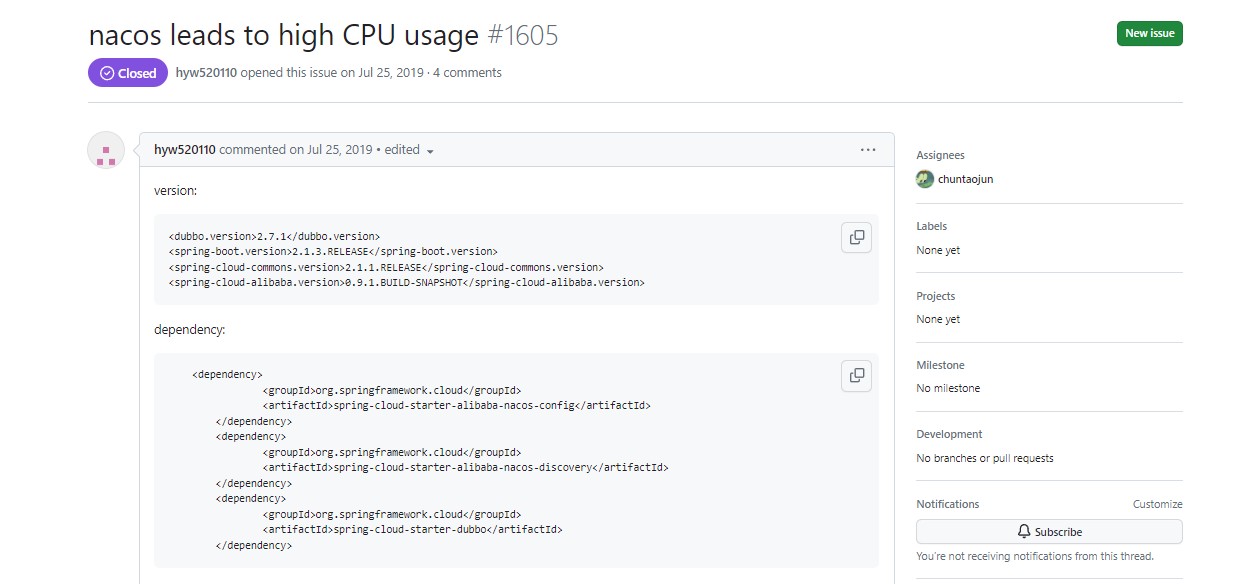 nacos leads to high CPU usage #1605
New issue
Closed hyw520110 opened this issue on Jul 25, 2019 · 4 comments
hyw520110 commented on Jul 25, 2019 • edited
version:
<dubbo.version>2.7.1</dubbo.version>
<spring-boot.version>2.1.3.RELEASE</spring-boot.version>
<spring-cloud-commons.version>2.1.1.RELEASE</spring-cloud-commons.version>
<spring-cloud-alibaba.version>0.9.1.BUILD-SNAPSHOT</spring-cloud-alibaba.version>
dependency:
<dependency>
<groupId>org.springframework.cloud</groupId>
<artifactId>spring-cloud-starter-alibaba-nacos-config</artifactId>
</dependency>
<dependency>
<groupId>org.springframework.cloud</groupId>
<artifactId>spring-cloud-starter-alibaba-nacos-discovery</artifactId>
</dependency>
<dependency>
<groupId>org.springframework.cloud</groupId>
<artifactId>spring-cloud-starter-dubbo</artifactId>
</dependency>
Assignees
chuntaojun
Labels
None yet
Projects
None yet
Milestone
No milestone
Development
No branches or pull requests
Notifications Customize
Subscribe
You're not receiving notifications from this thread.